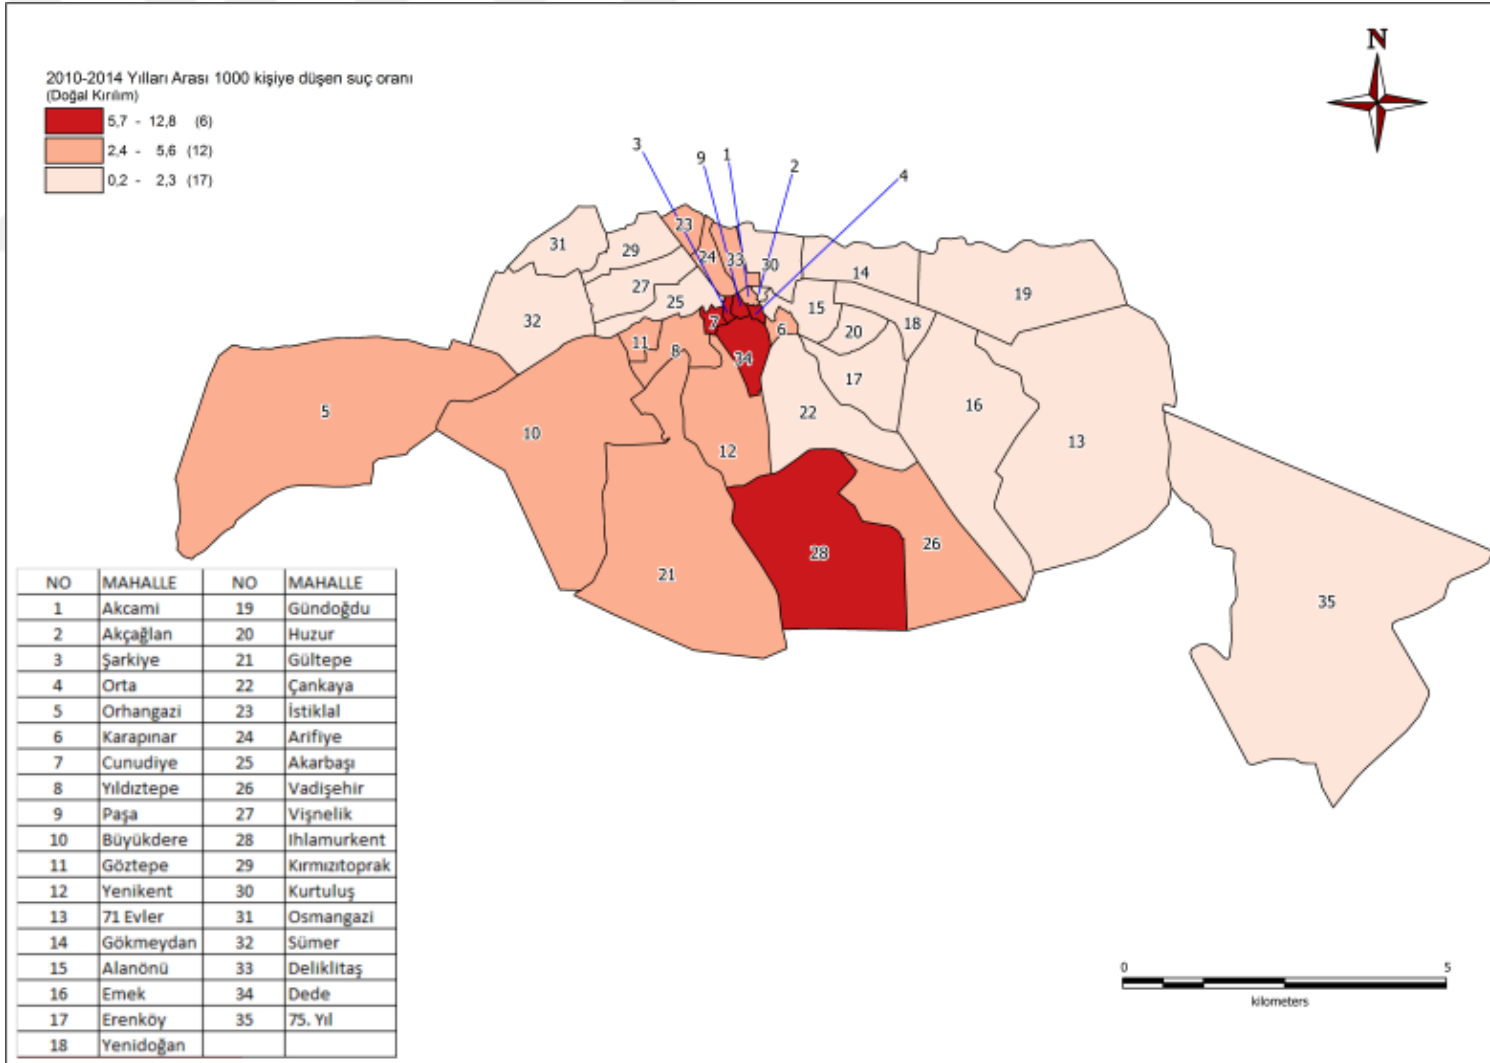 N
2010-2014 Yılları Arası 1000 kişiye düşen suç oranı
(Doğal Kırılım)
5,7 - 12,8 (6)
2,4 - 5,6 (12)
0,2 - 2,3 (17)
3
9
1
2
4
23
31
29
24
33
30
14
19
27
25
15
32
7
6
20
18
11
8
34
17
5
10
22
16
13
12
28
26
21
35
NO MAHALLE NO MAHALLE
1 Akcami 19 Gündoğdu
2 Akçağlan 20 Huzur
3 Şarkiye 21 Gültepe
4 Orta 22 Çankaya
5 Orhangazi 23 İstiklal
6 Karapınar 24 Arifiye
7 Cunudiye 25 Akarbaşı
8 Yıldıztepe 26 Vadişehir
9 Paşa 27 Vişnelik
10 Büyükdere 28 Ihlamurkent
11 Göztepe 29 Kırmızıtoprak
12 Yenikent 30 Kurtuluş
13 71 Evler 31 Osmangazi
14 Gökmeydan 32 Sümer
15 Alanönü 33 Deliklitaş
16 Emek 34 Dede
17 Erenköy 35 75. Yıl
18 Yenidoğan
0 5
kilometers